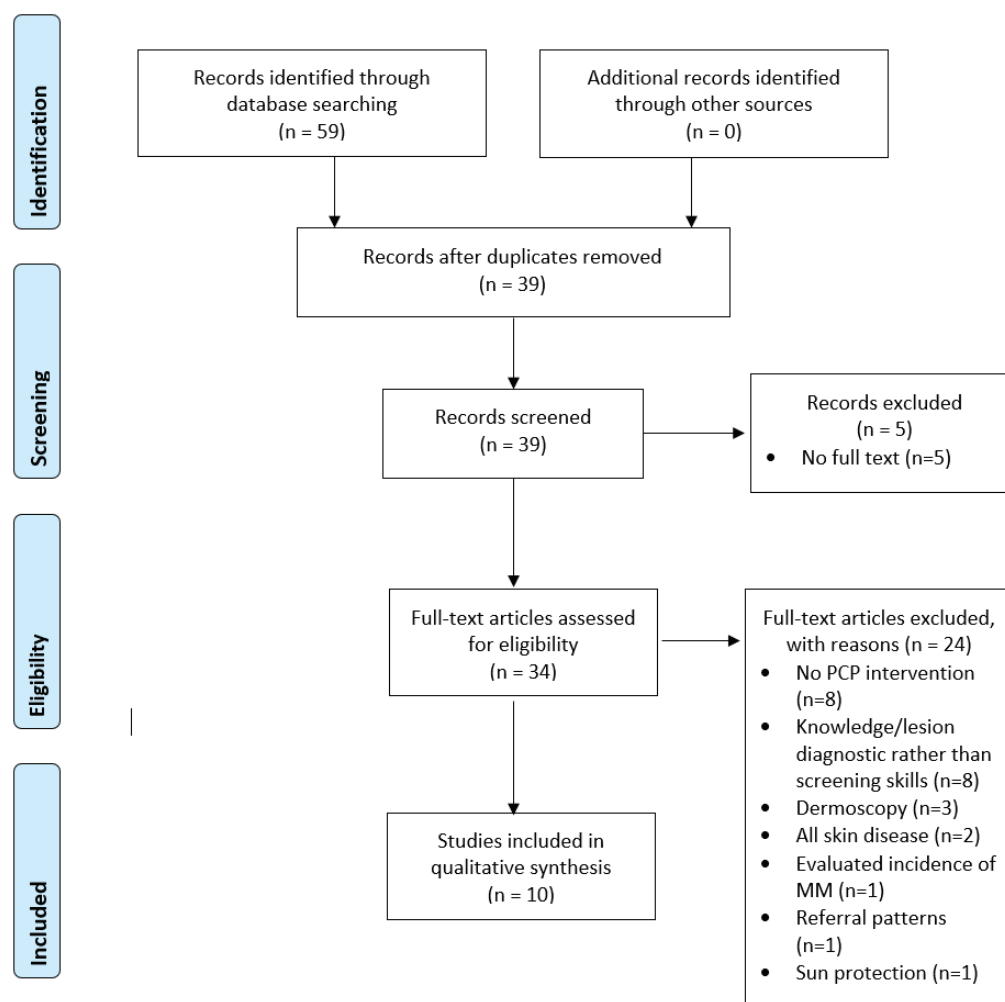 Identification
Records identified through
database searching
(n = 59)
Additional records identified
through other sources
(n = 0)
Records after duplicates removed
(n = 39)
Screening
Records screened
(n = 39)
Records excluded
(n = 5)
• No full text (n=5)
Eligibility
Full-text articles assessed
for eligibility
(n = 34)
Full-text articles excluded,
with reasons (n = 24)
• No PCP intervention
(n=8)
• Knowledge/lesion
diagnostic rather than
screening skills (n=8)
• Dermoscopy (n=3)
• All skin disease (n=2)
• Evaluated incidence of
MM (n=1)
• Referral patterns
(n=1)
• Sun protection (n=1)
Included
Studies included in
qualitative synthesis
(n = 10)